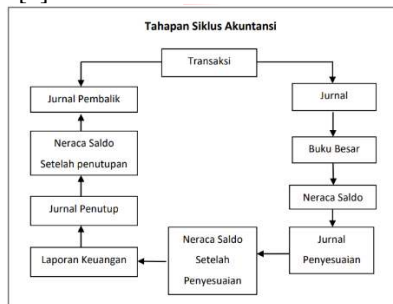 Tahapan Siklus Akuntansi
Transaksi
Jurnal
Buku Besar
Neraca Saldo
Jurnal
Penyesuaian
Neraca Saldo
Setelah
Penyesuaian
Laporan Keuangan
Jurnal Penutup
Neraca Saldo
Setelah penutupan
Jurnal Pembalik